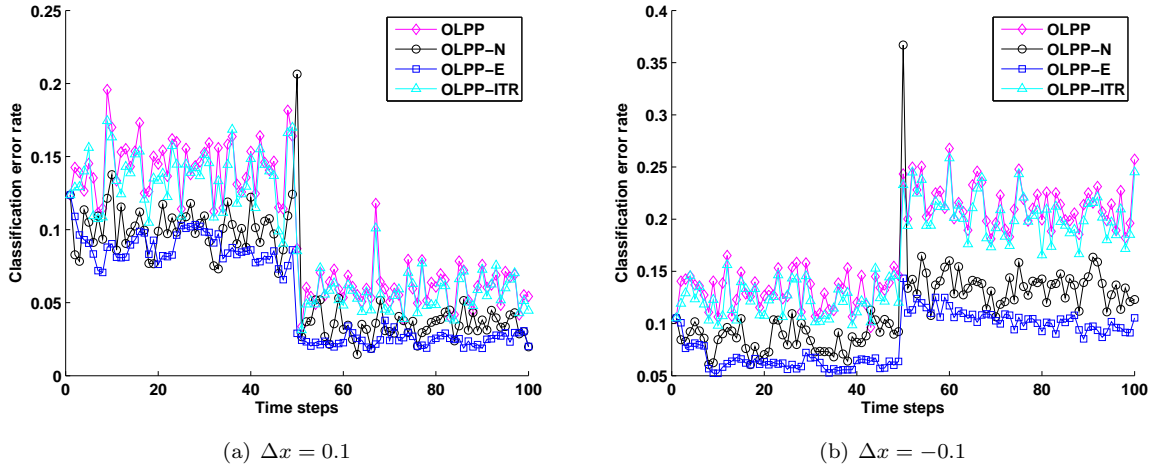 0.25
0.2
0.15
0.1
0.05
0
0 20 40 60 80 100
Classification error rate
Time steps
OLPP
OLPP−N
OLPP−E
OLPP−ITR
(a) Δx = 0.1
0.4
0.35
0.3
0.25
0.2
0.15
0.1
0.05
0 20 40 60 80 100
Classification error rate
Time steps
OLPP
OLPP−N
OLPP−E
OLPP−ITR
(b) Δx = −0.1